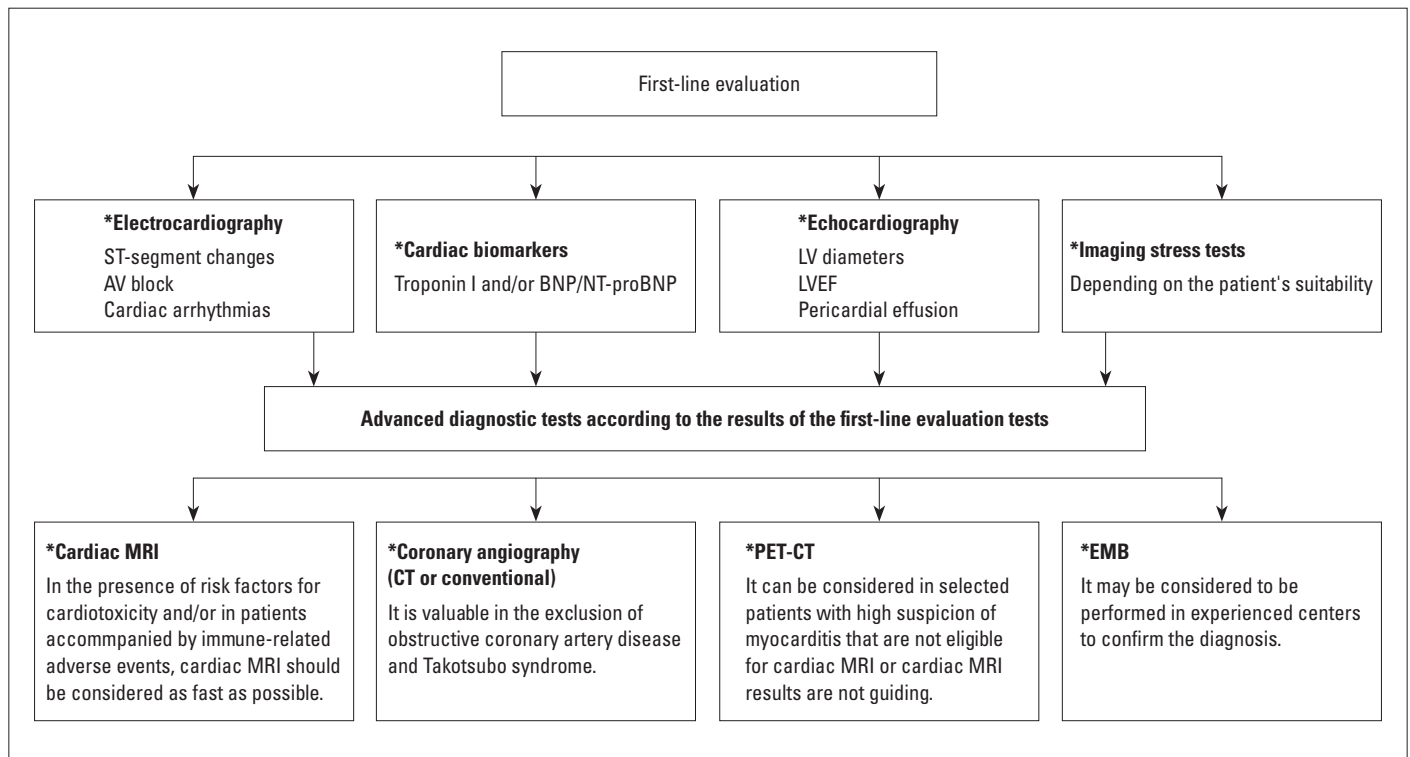 First-line evaluation
*Electrocardiography
ST-segment changes
AV block
Cardiac arrhythmias
*Cardiac biomarkers
Troponin I and/or BNP/NT-proBNP
*Echocardiography
LV diameters
LVEF
Pericardial effusion
*Imaging stress tests
Depending on the patient's suitability
Advanced diagnostic tests according to the results of the first-line evaluation tests
*Cardiac MRI
In the presence of risk factors for
cardiotoxicity and/or in patients
accommpanied by immune-related
adverse events, cardiac MRI should
be considered as fast as possible.
*Coronary angiography
(CT or conventional)
It is valuable in the exclusion of
obstructive coronary artery disease
and Takotsubo syndrome.
*PET-CT
It can be considered in selected
patients with high suspicion of
myocarditis that are not eligible
for cardiac MRI or cardiac MRI
results are not guiding.
*EMB
It may be considered to be
performed in experienced centers
to confirm the diagnosis.